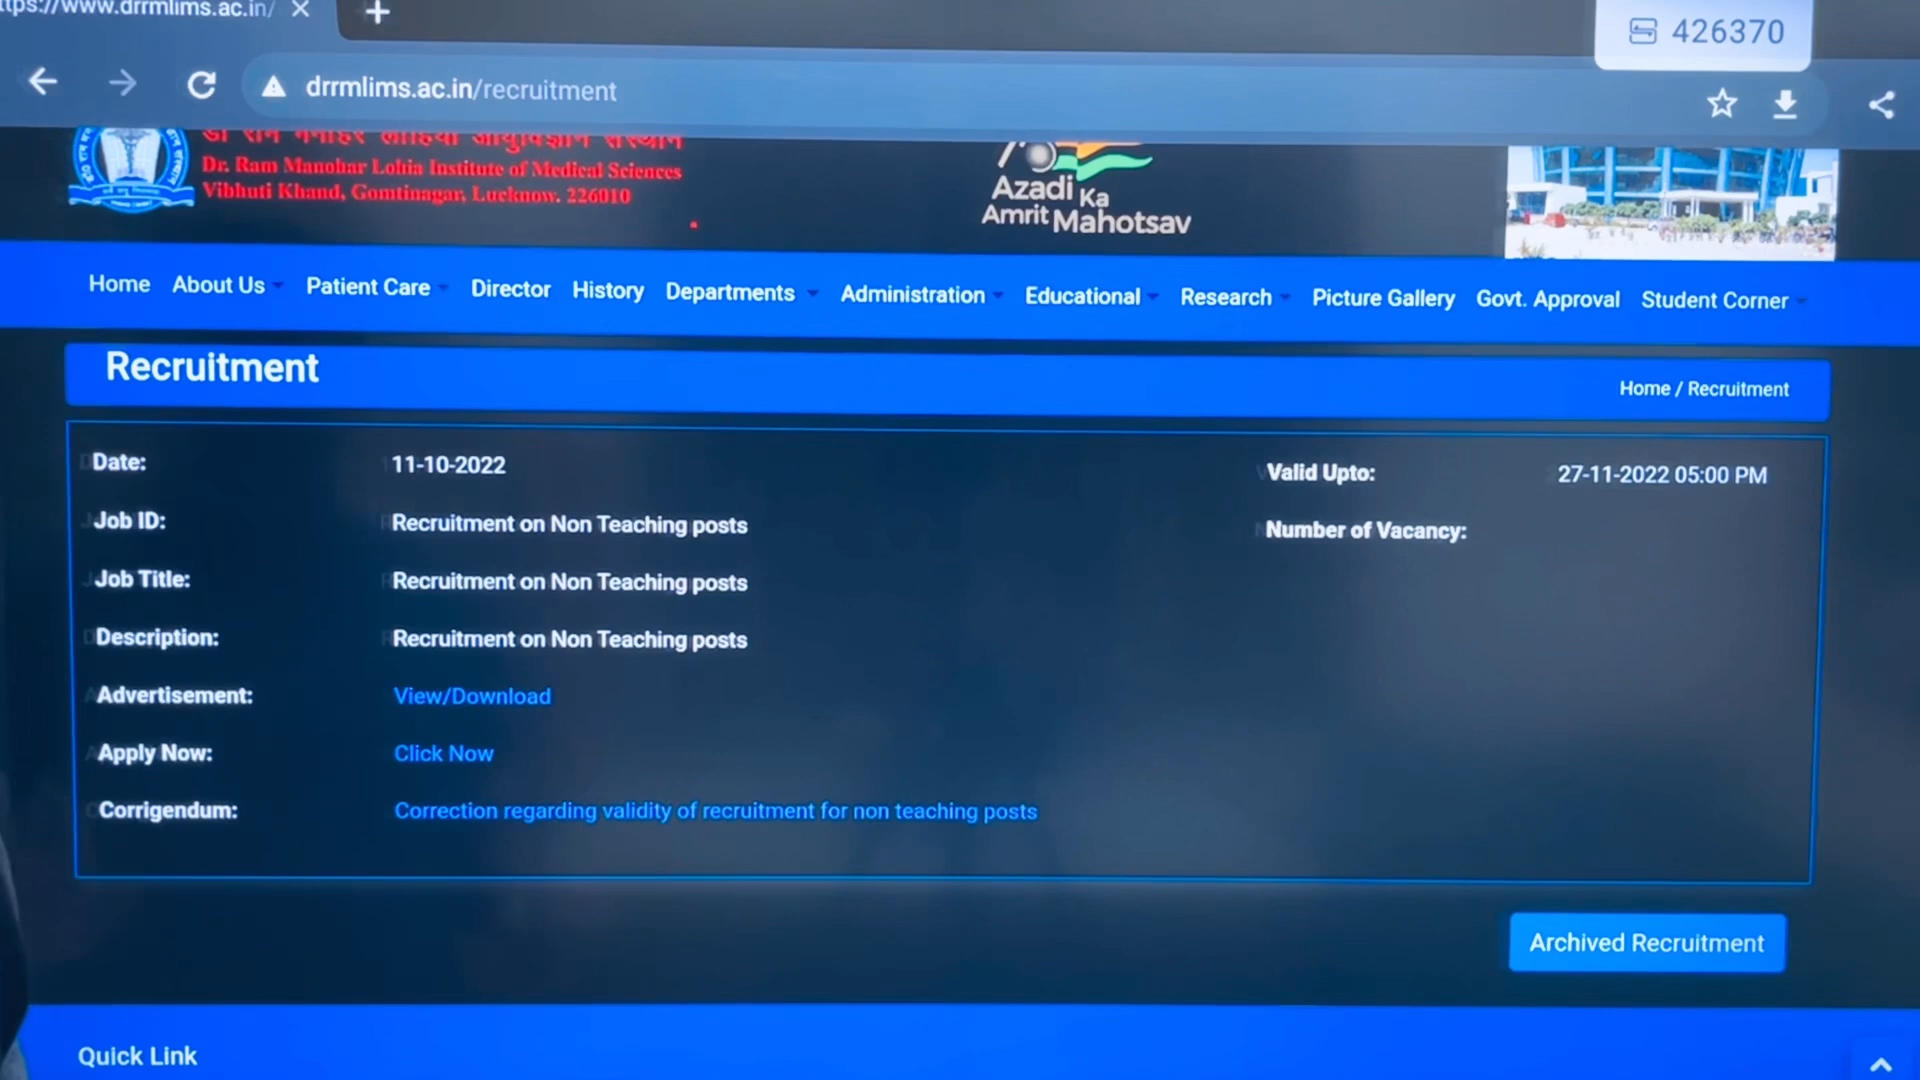 ttps://www.drrmlims.ac.in/
426370
drrmlims.ac.in/recruitment
डॉ राम मनोहर लोहिया आयुर्विज्ञान संस्थान
Dr. Ram Manohar Lohia Institute of Medical Sciences
Vibhuti Khand, Gomtinagar, Lucknow. 226010
Azadi Ka
Amrit Mahotsav
Home About Us Patient Care Director History Departments Administration Educational Research Picture Gallery Govt. Approval Student Corner
Recruitment
Home / Recruitment
Date: 11-10-2022 Valid Upto: 27-11-2022 05:00 PM
Job ID: Recruitment on Non Teaching posts Number of Vacancy:
Job Title: Recruitment on Non Teaching posts
Description: Recruitment on Non Teaching posts
Advertisement: View/Download
Apply Now: Click Now
Corrigendum: Correction regarding validity of recruitment for non teaching posts
Archived Recruitment
Quick Link